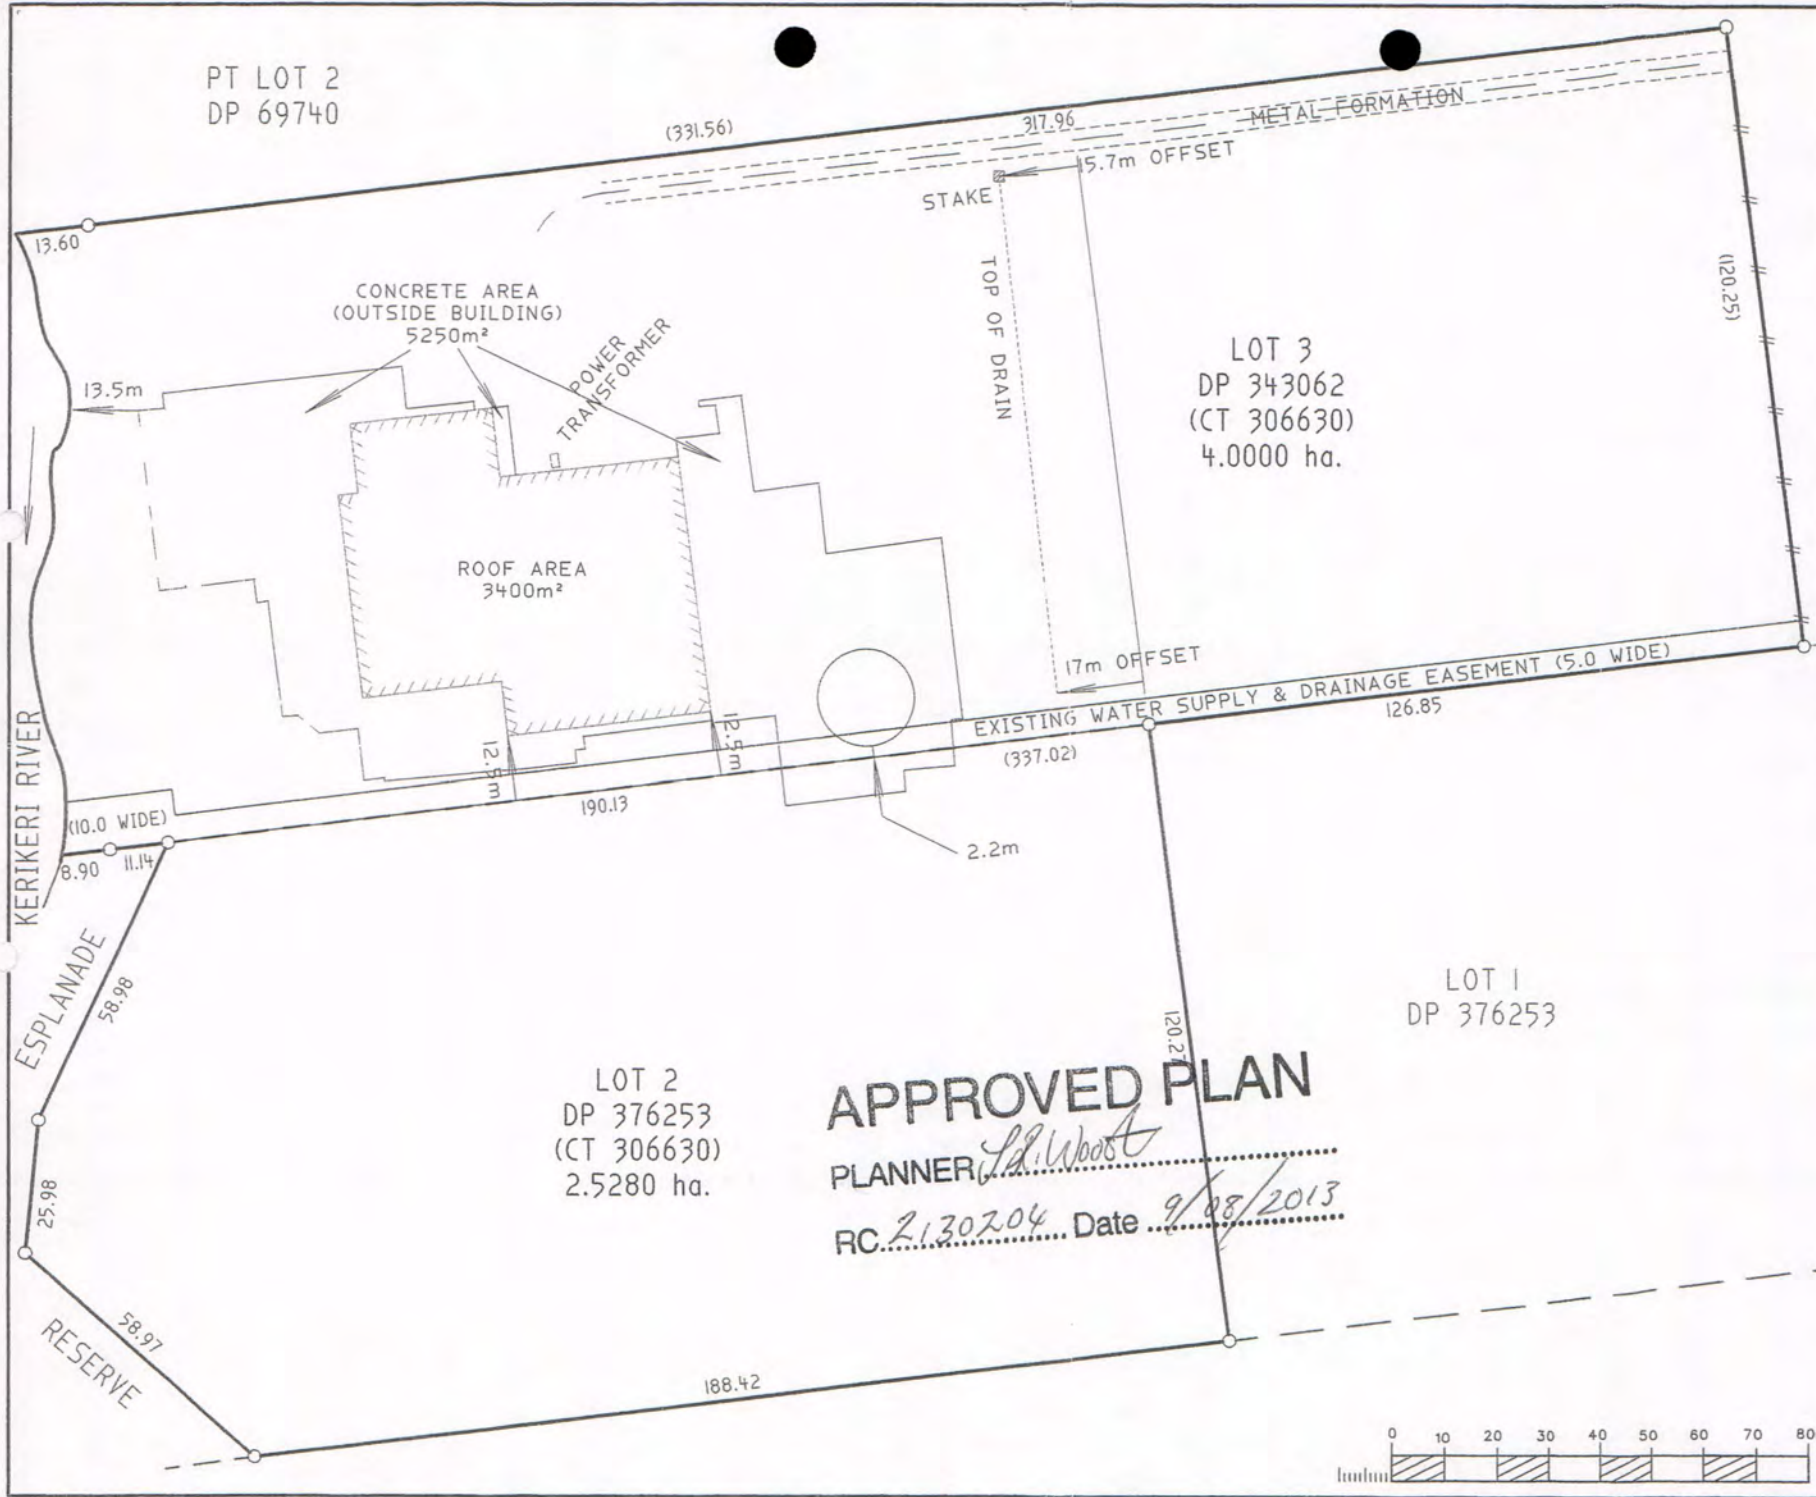 PT LOT 2
DP 69740
(331.56)
317.96
METAL FORMATION
15.7m OFFSET
STAKE
13.60
CONCRETE AREA
(OUTSIDE BUILDING)
5250m²
POWER
TRANSFORMER
13.5m
TOP OF DRAIN
(120.25)
LOT 3
DP 343062
(CT 306630)
4.0000 ha.
ROOF AREA
3400m²
17m OFFSET
EXISTING WATER SUPPLY & DRAINAGE EASEMENT (5.0 WIDE)
126.85
(337.02)
12.5m
12.5m
190.13
KERIKERI RIVER
(10.0 WIDE)
8.90
11.14
2.2m
ESPLANADE
58.98
LOT 1
DP 376253
120.27
LOT 2
DP 376253
(CT 306630)
2.5280 ha.
APPROVED PLAN
PLANNER
RC 2130204 Date 9/08/2013
25.98
58.97
RESERVE
188.42
0 10 20 30 40 50 60 70 80